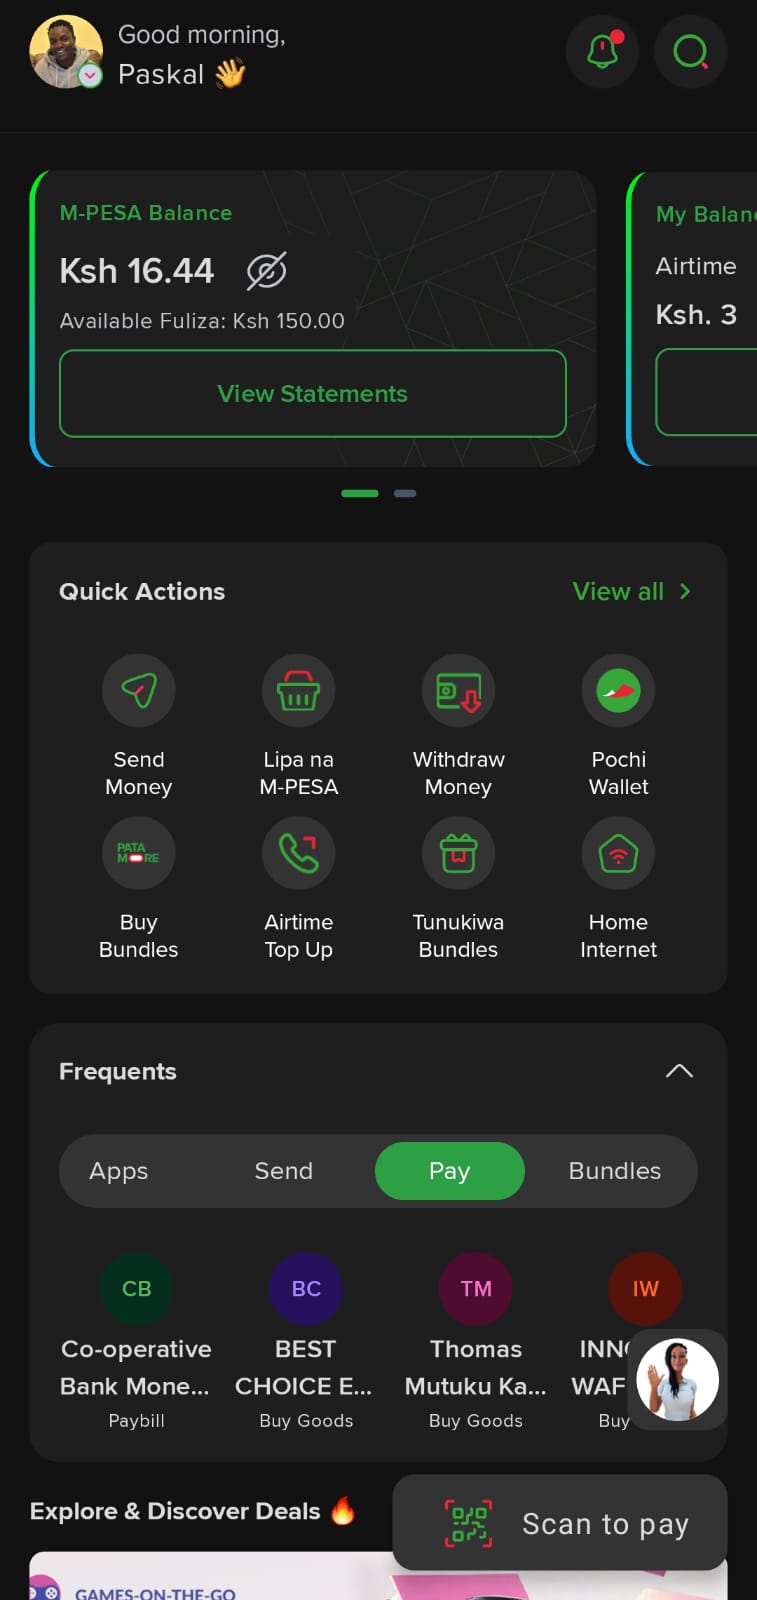 Good morning,
Paskal 👋
M-PESA Balance
Ksh 16.44
Available Fuliza: Ksh 150.00
View Statements
My Balanc
Airtime
Ksh. 3
Quick Actions
View all
Send
Money
Lipa na
M-PESA
Withdraw
Money
Pochi
Wallet
PATA
MORE
Buy
Bundles
Airtime
Top Up
Tunukiwa
Bundles
Home
Internet
Frequents
Apps
Send
Pay
Bundles
CB
BC
TM
IW
Co-operative
Bank Mone...
Paybill
BEST
CHOICE E...
Buy Goods
Thomas
Mutuku Ka...
Buy Goods
INN
WAF
Buy
Explore & Discover Deals 🔥
Scan to pay
GAMES-ON-THE-GO